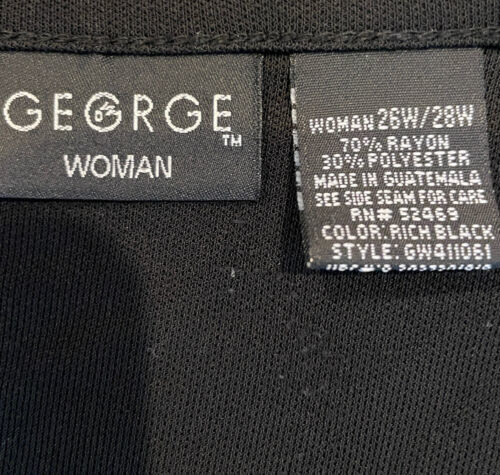 GEORGE™
WOMAN
WOMAN 26W/28W
70% RAYON
30% POLYESTER
MADE IN GUATEMALA
SEE SIDE SEAM FOR CARE
RN# 52469
COLOR: RICH BLACK
STYLE: GW411061